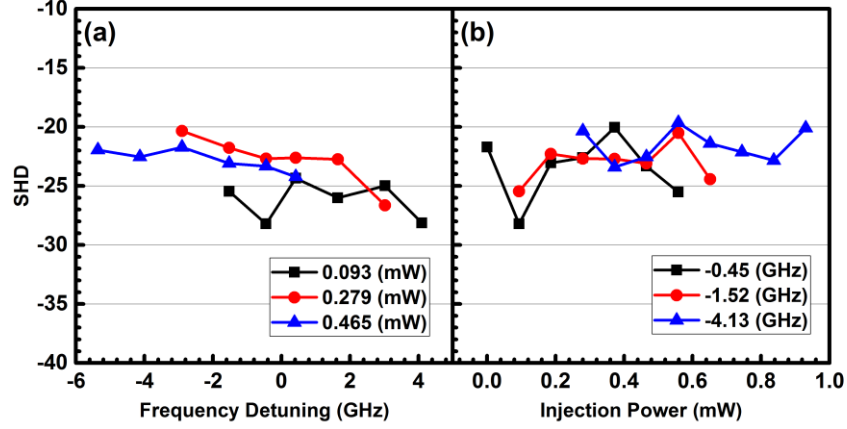 (a)
(b)
SHD
-10
-15
-20
-25
-30
-35
-40
0.093 (mW)
0.279 (mW)
0.465 (mW)
-0.45 (GHz)
-1.52 (GHz)
-4.13 (GHz)
-6 -4 -2 0 2 4
0.0 0.2 0.4 0.6 0.8 1.0
Frequency Detuning (GHz)
Injection Power (mW)